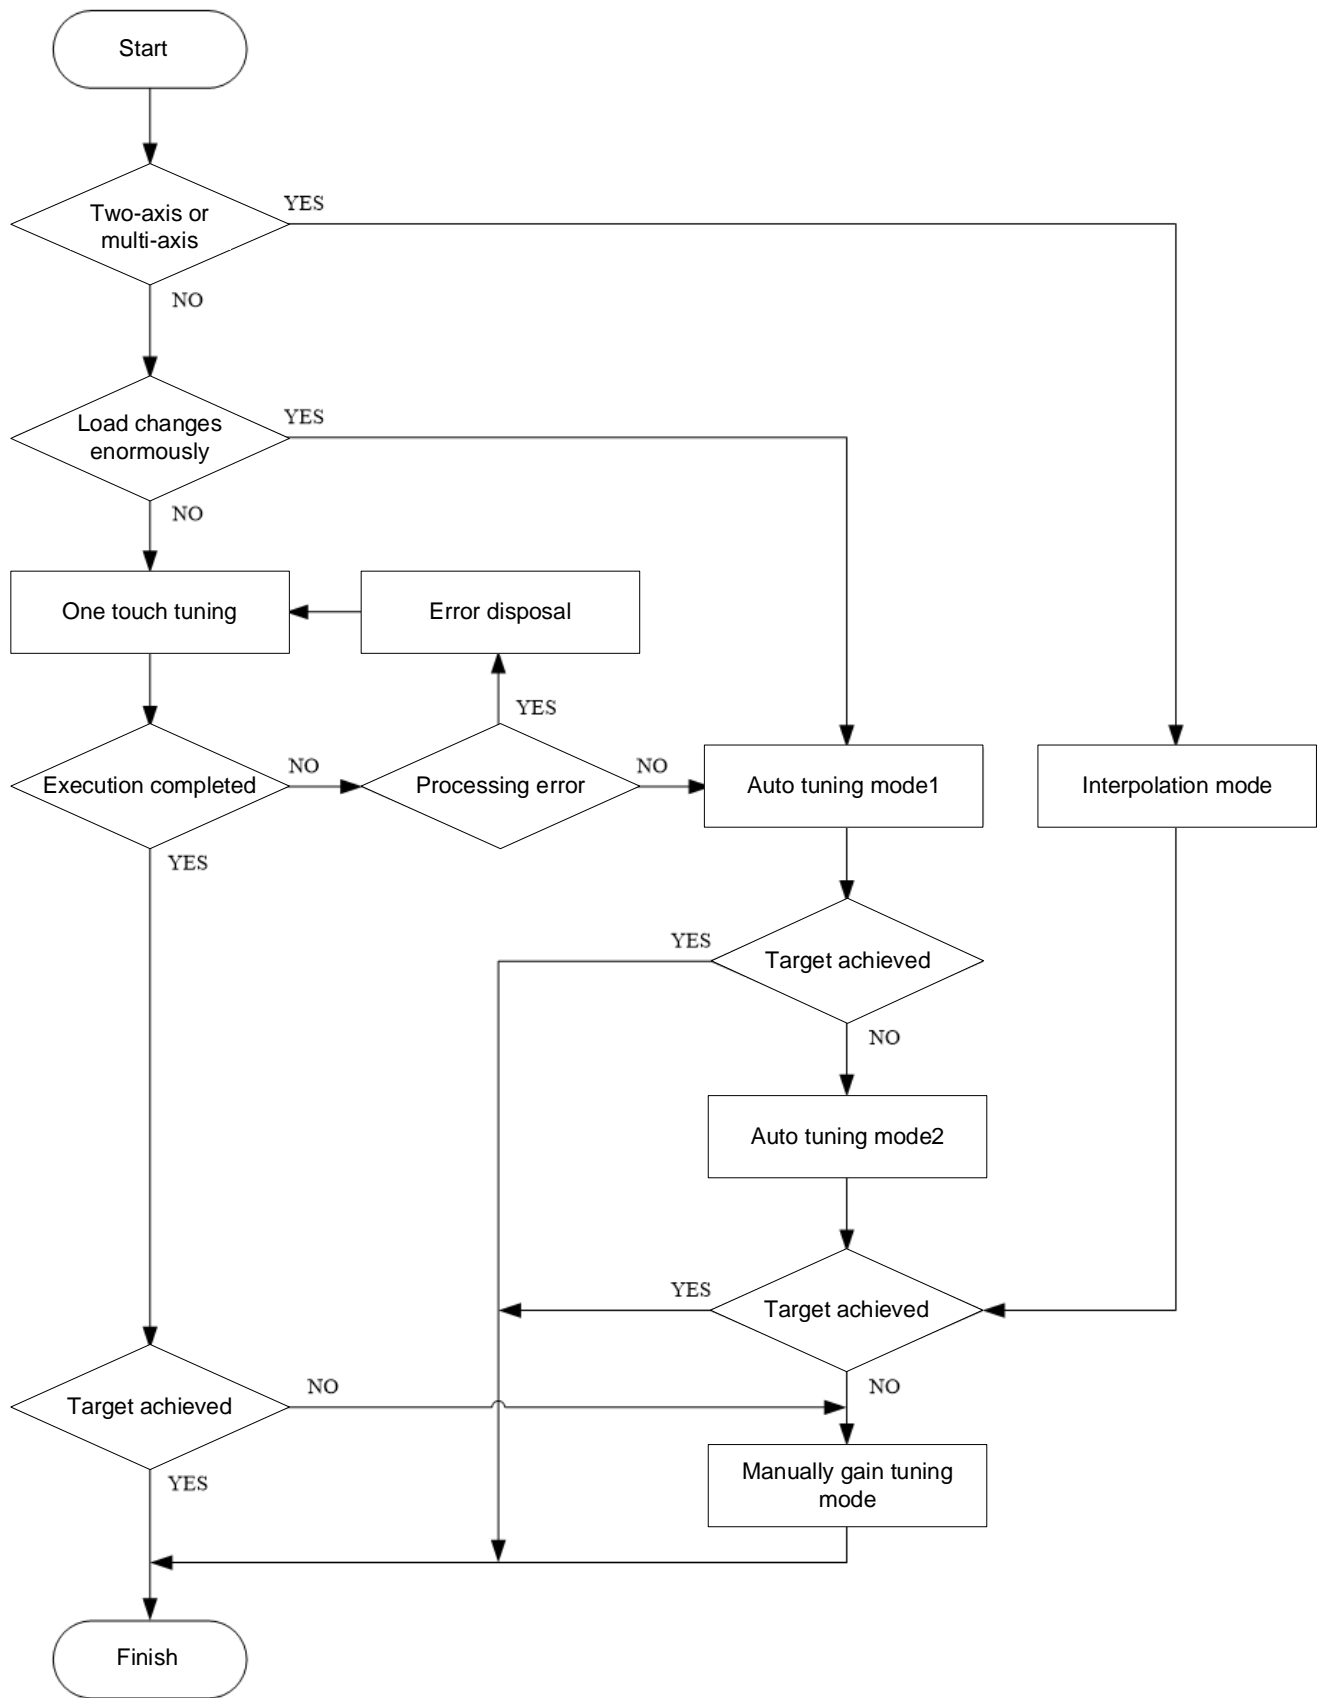 Start
Two-axis or
multi-axis
YES
NO
Load changes
enormously
YES
NO
One touch tuning
Error disposal
YES
Execution completed
NO
Processing error
NO
Auto tuning mode1
Interpolation mode
YES
YES
Target achieved
NO
Auto tuning mode2
YES
Target achieved
NO
Target achieved
NO
YES
Manually gain tuning
mode
Finish